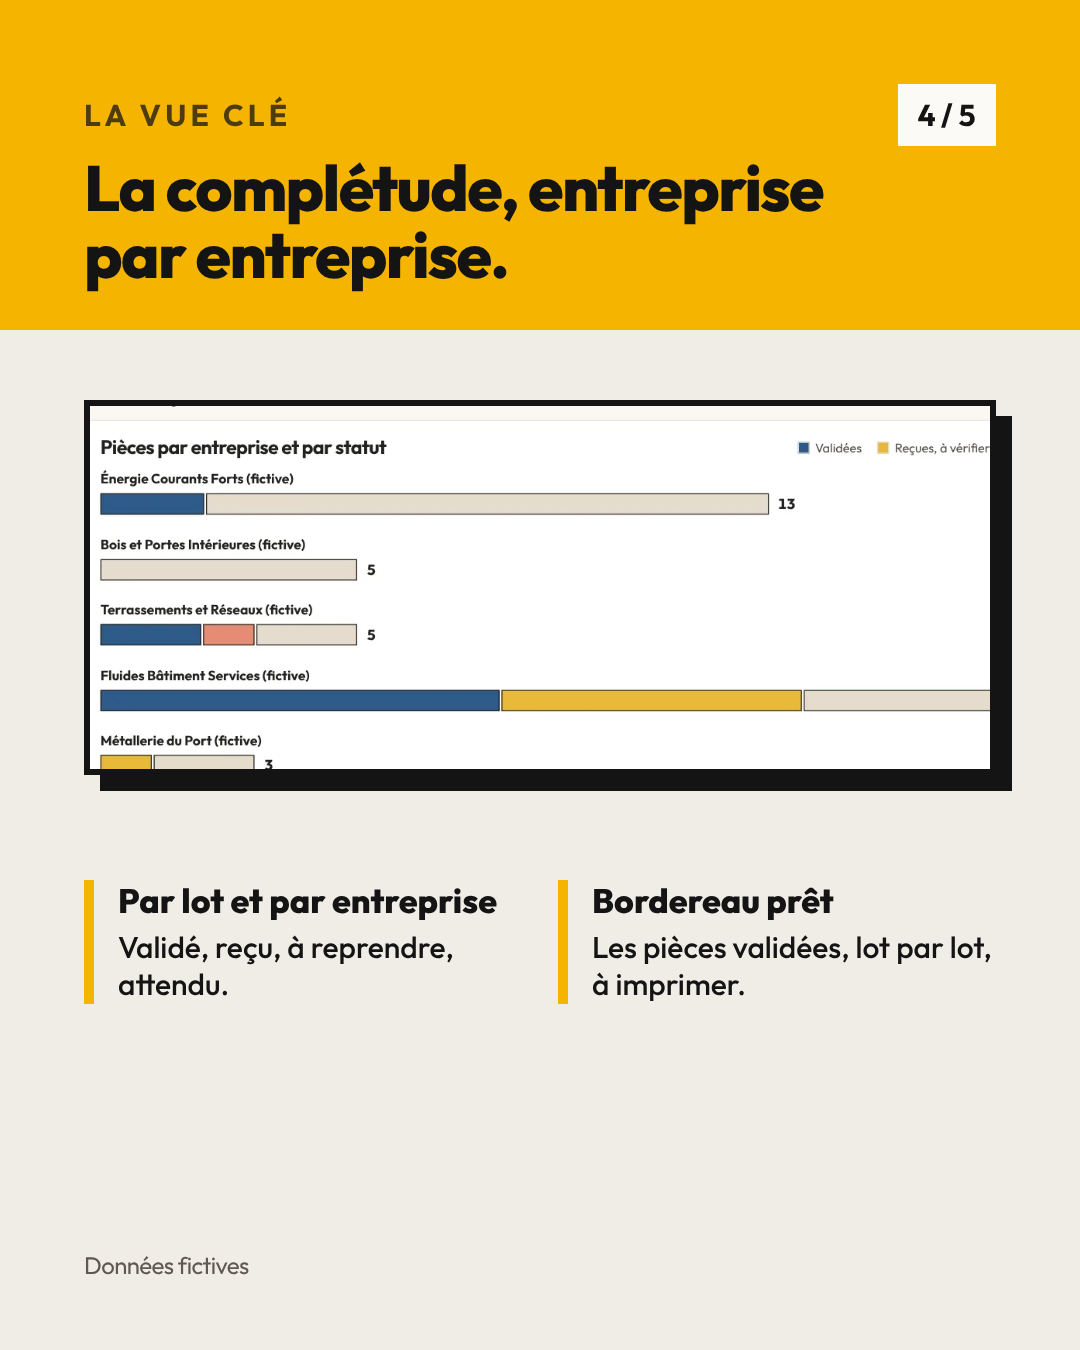 LA VUE CLÉ
4 / 5
La complétude, entreprise
par entreprise.
Pièces par entreprise et par statut
Validées
Reçues, à vérifier
Énergie Courants Forts (fictive)
13
Bois et Portes Intérieures (fictive)
5
Terrassements et Réseaux (fictive)
5
Fluides Bâtiment Services (fictive)
Métallerie du Port (fictive)
3
Par lot et par entreprise
Validé, reçu, à reprendre,
attendu.
Bordereau prêt
Les pièces validées, lot par lot,
à imprimer.
Données fictives